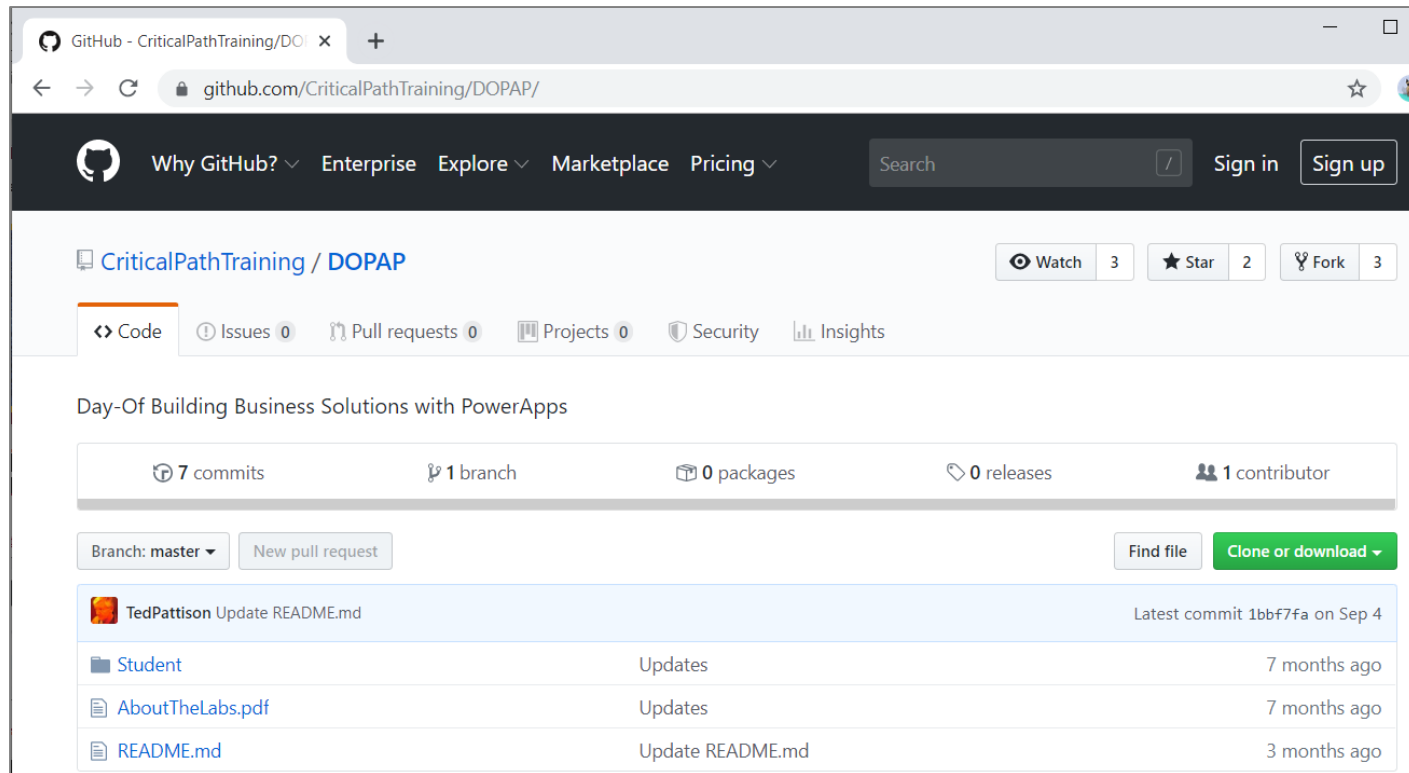 GitHub - CriticalPathTraining/DO
github.com/CriticalPathTraining/DOPAP/
Why GitHub? Enterprise Explore Marketplace Pricing Search / Sign in Sign up
CriticalPathTraining / DOPAP Watch 3 Star 2 Fork 3
Code Issues 0 Pull requests 0 Projects 0 Security Insights
Day-Of Building Business Solutions with PowerApps
7 commits 1 branch 0 packages 0 releases 1 contributor
Branch: master New pull request Find file Clone or download
TedPattison Update README.md Latest commit 1bbf7fa on Sep 4
Student Updates 7 months ago
AboutTheLabs.pdf Updates 7 months ago
README.md Update README.md 3 months ago